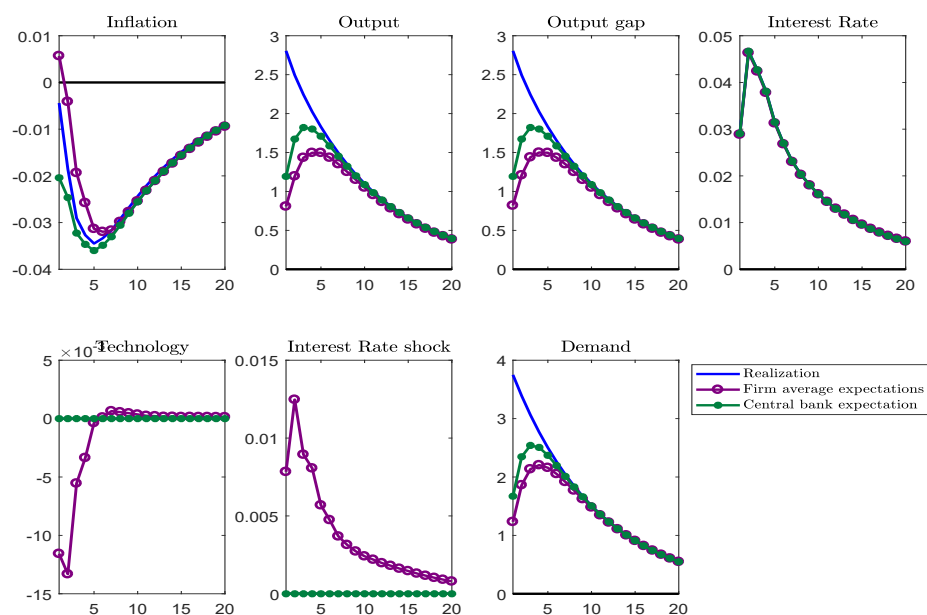 Inflation
0.01
0
-0.01
-0.02
-0.03
-0.04
5 10 15 20
Output
3
2.5
2
1.5
1
0.5
0
5 10 15 20
Output gap
3
2.5
2
1.5
1
0.5
0
5 10 15 20
Interest Rate
0.05
0.04
0.03
0.02
0.01
0
5 10 15 20
×10⁻³
Technology
5
0
-5
-10
-15
5 10 15 20
Interest Rate shock
0.015
0.01
0.005
0
5 10 15 20
Demand
4
3
2
1
0
5 10 15 20
Realization
Firm average expectations
Central bank expectation